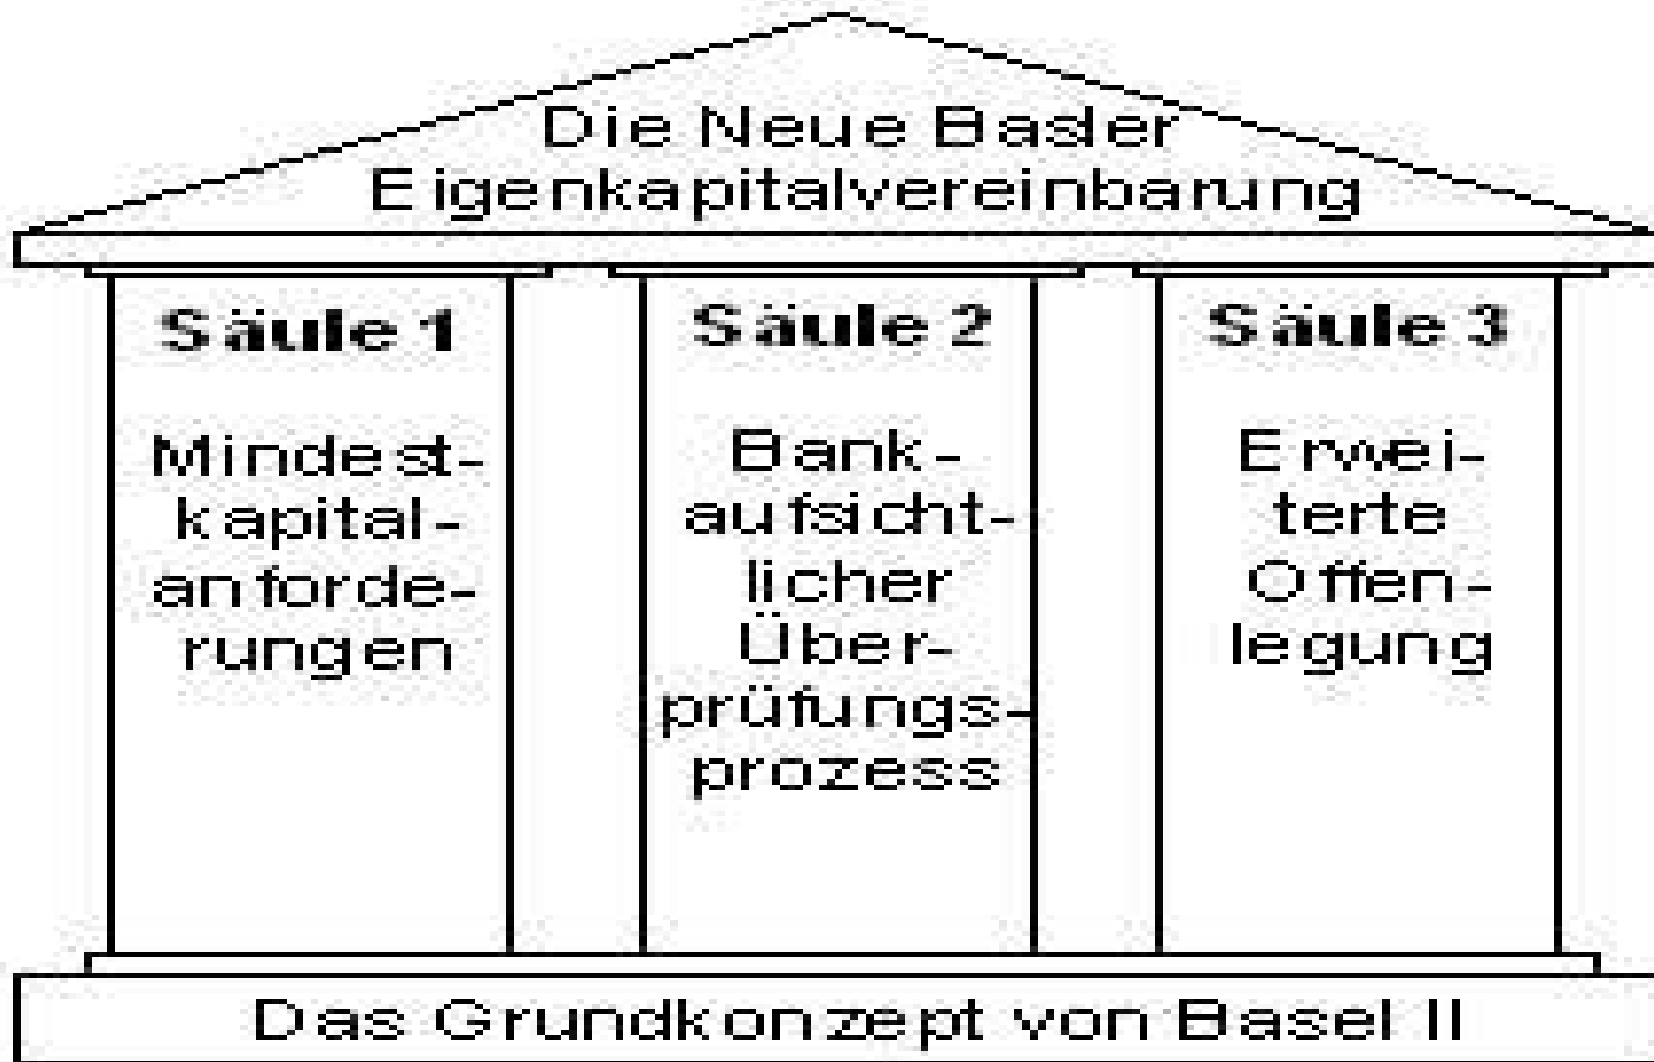 Die Neue Basler
Eigenkapitalvereinbarung
Säule 1
Mindest-
kapital-
anforde-
rungen
Säule 2
Bank-
aufsicht-
licher
Über-
prüfungs-
prozess
Säule 3
Erwei-
terte
Offen-
legung
Das Grundkonzept von Basel II